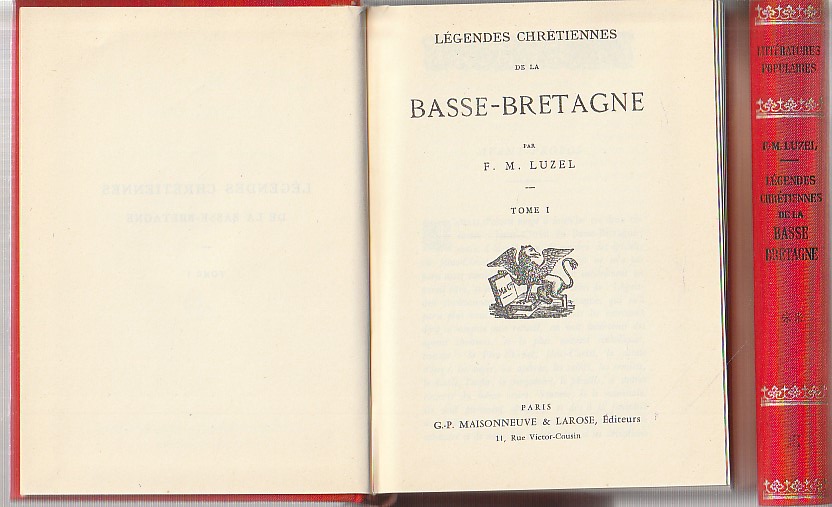 LÉGENDES CHRÉTIENNES
DE LA
BASSE-BRETAGNE
PAR
F. M. LUZEL
TOME I
PARIS
G.-P. MAISONNEUVE & LAROSE, Éditeurs
11, Rue Victor-Cousin
LITTÉRATURES
POPULAIRES
F. M. LUZEL
LÉGENDES
CHRÉTIENNES
DE LA
BASSE
BRETAGNE
**